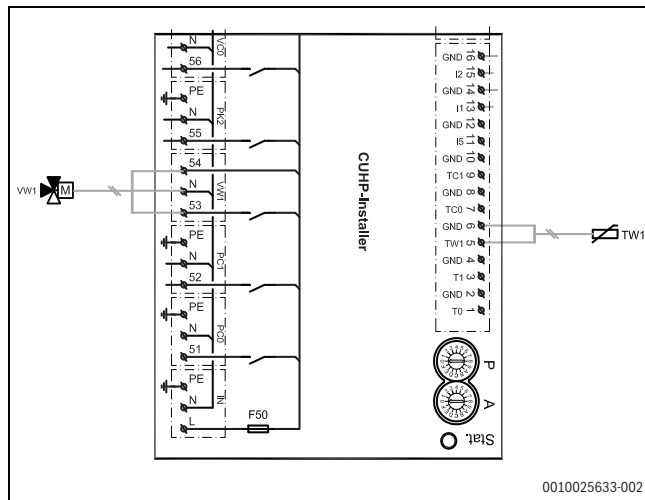 N
VC0
56
PE
N
PK2
55
54
N
VW1
53
PE
N
PC1
52
PE
N
PC0
51
PE
N
IN
L
F50
VW1
M
CUHP-Installer
GND 16
I2 15
GND 14
I1 13
GND 12
I5 11
GND 10
TC1 9
GND 8
TC0 7
GND 6
TW1 5
GND 4
T1 3
GND 2
T0 1
TW1
P
A
Stat.
0010025633-002